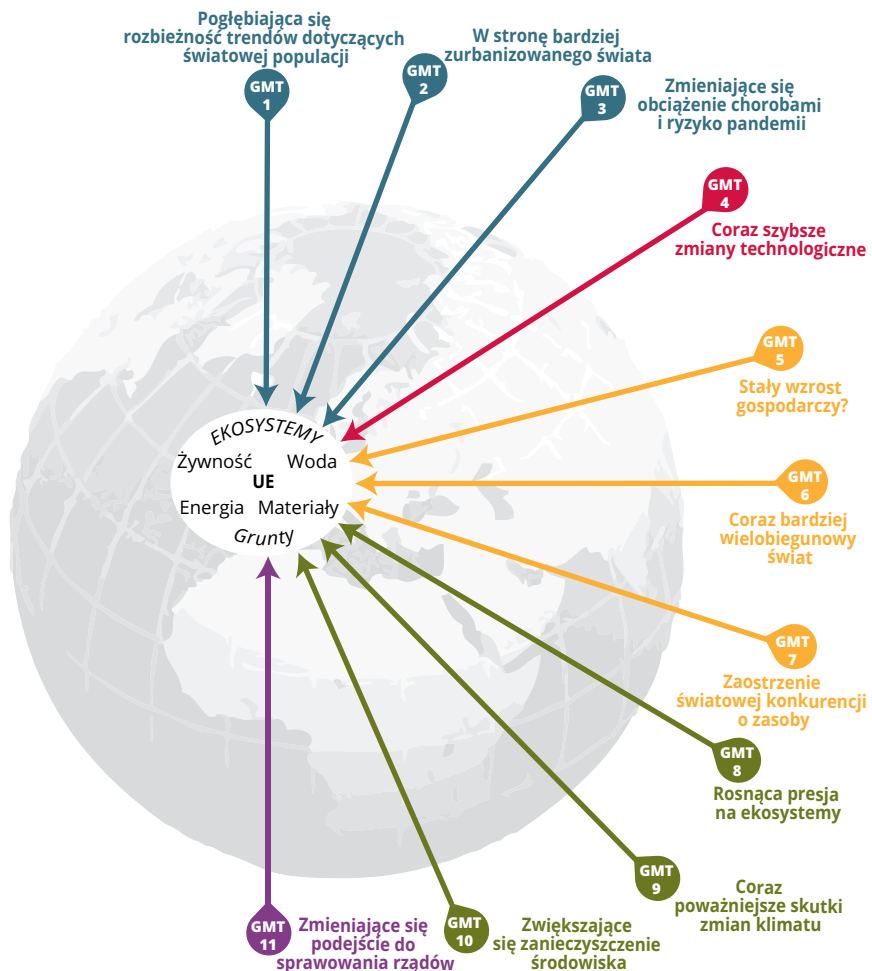 Pogłębiająca się
rozbieżność trendów dotyczących
światowej populacji
GMT
1
W stronę bardziej
zurbanizowanego świata
GMT
2
Zmieniające się
obciążenie chorobami
i ryzyko pandemii
GMT
3
GMT
4
Coraz szybsze
zmiany technologiczne
GMT
5
Stały wzrost
gospodarczy?
EKOSYSTEMY
Żywność Woda
UE
Energia Materiały
Grunty
GMT
6
Coraz bardziej
wielobiegunowy
świat
GMT
7
Zaostrzenie
światowej konkurencji
o zasoby
GMT
8
Rosnąca presja
na ekosystemy
GMT
9
Coraz
poważniejsze skutki
zmian klimatu
GMT
10
Zwiększające
się zanieczyszczenie
środowiska
GMT
11
Zmieniające się
podejście do
sprawowania rządów